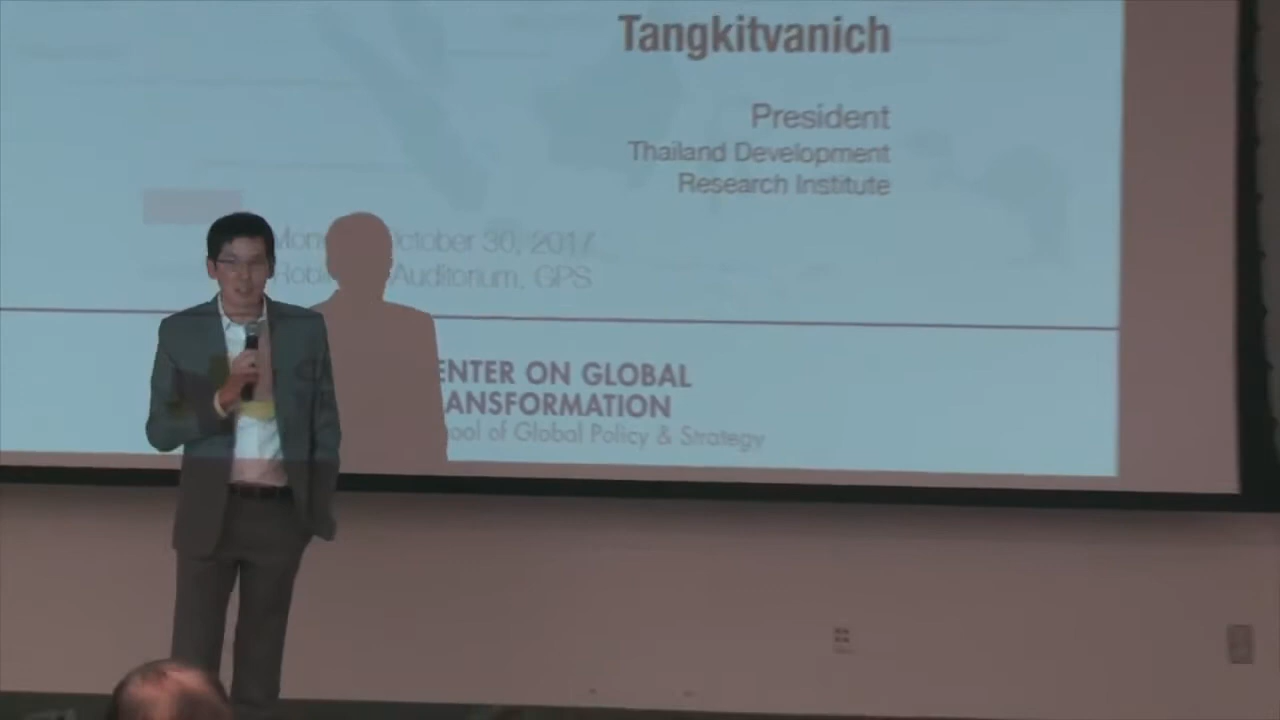 Tangkitvanich
President
Thailand Development
Research Institute
October 30, 2017
Auditorium, GPS
ENTER ON GLOBAL
ANSFORMATION
ool of Global Policy & Strategy